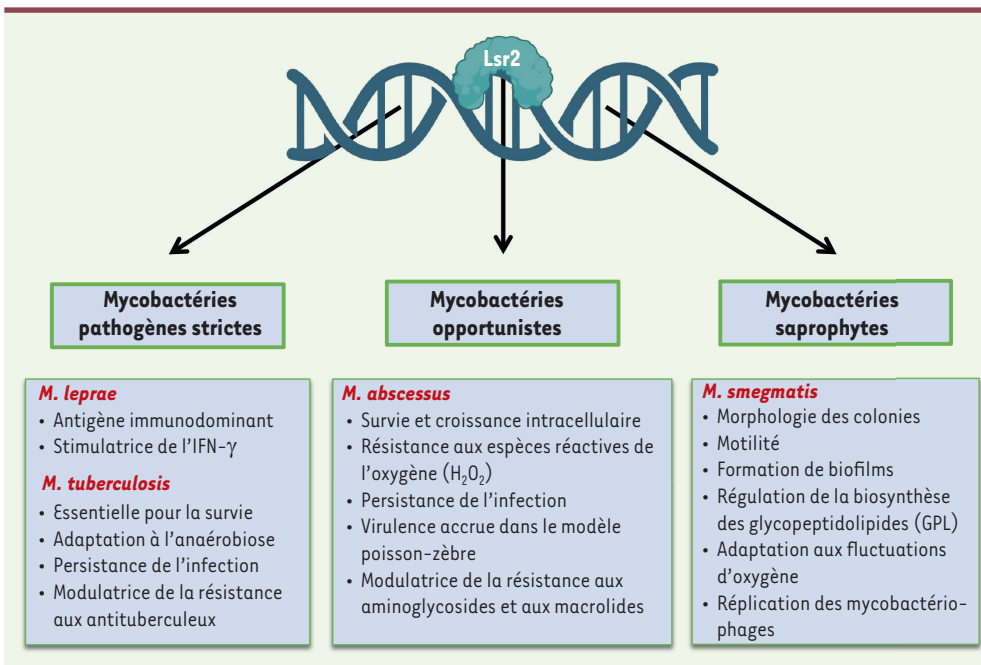 Lsr2
Mycobactéries
pathogènes strictes
Mycobactéries
opportunistes
Mycobactéries
saprophytes
M. leprae
• Antigène immunodominant
• Stimulatrice de l’IFN-γ
M. tuberculosis
• Essentielle pour la survie
• Adaptation à l’anaérobiose
• Persistance de l’infection
• Modulatrice de la résistance
aux antituberculeux
M. abscessus
• Survie et croissance intracellulaire
• Résistance aux espèces réactives de
l’oxygène (H₂O₂)
• Persistance de l’infection
• Virulence accrue dans le modèle
poisson-zèbre
• Modulatrice de la résistance aux
aminoglycosides et aux macrolides
M. smegmatis
• Morphologie des colonies
• Motilité
• Formation de biofilms
• Régulation de la biosynthèse
des glycopeptidolipides (GPL)
• Adaptation aux fluctuations
d’oxygène
• Réplication des mycobactério-
phages